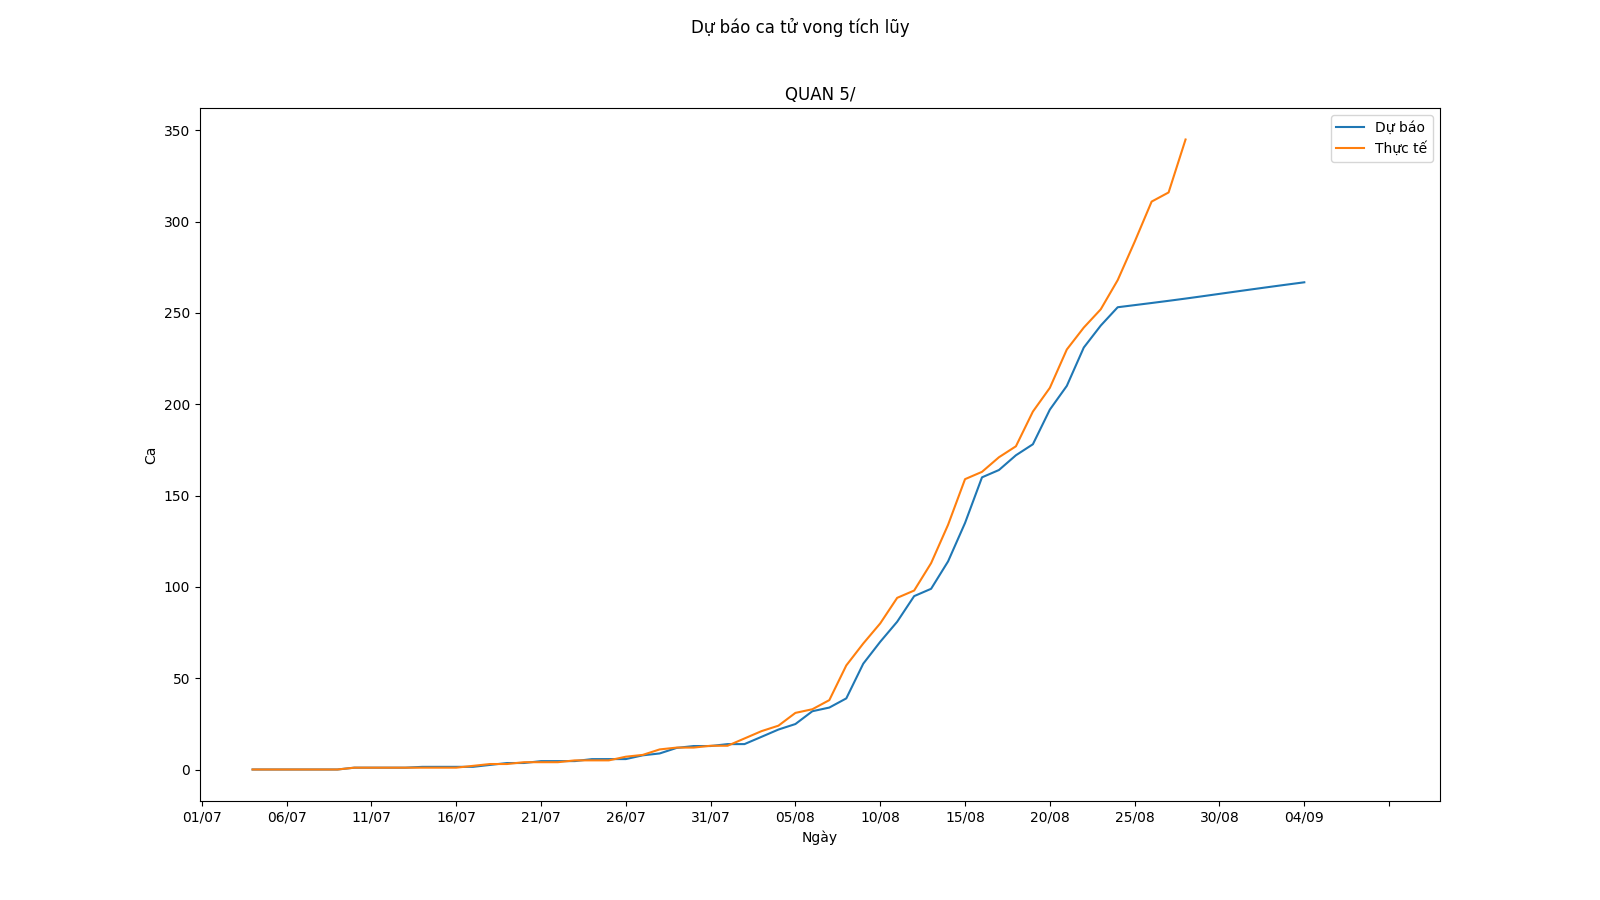 Dự báo ca tử vong tích lũy
QUAN 5/
Dự báo
Thực tế
350
300
250
200
150
100
50
0
Ca
01/07 06/07 11/07 16/07 21/07 26/07 31/07 05/08 10/08 15/08 20/08 25/08 30/08 04/09
Ngày